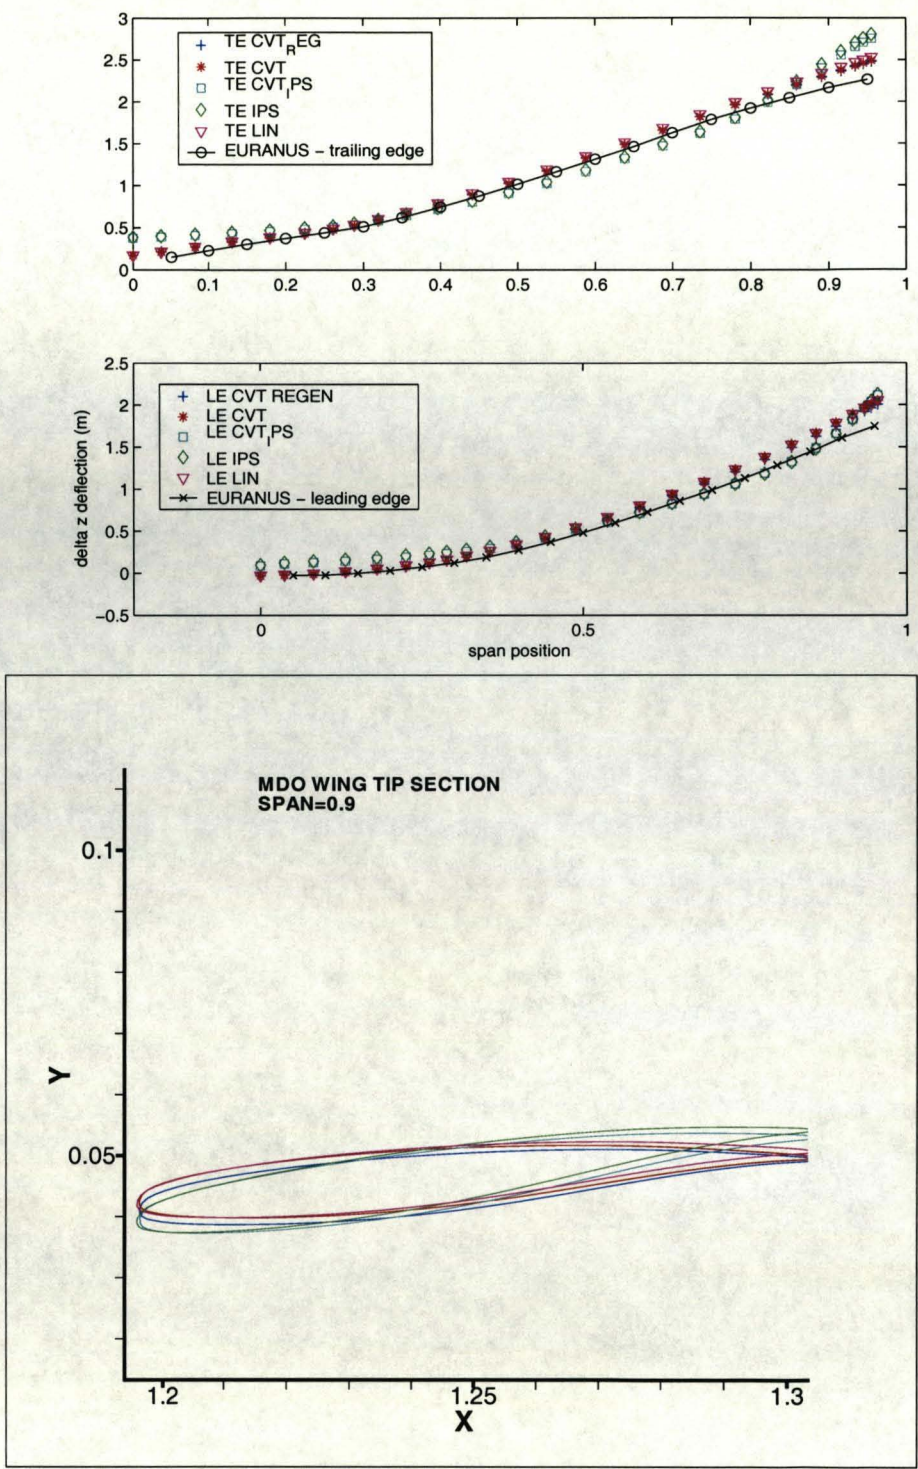 3
2.5
2
1.5
1
0.5
0
TE CVT_REG
TE CVT
TE CVT_IPS
TE IPS
TE LIN
EURANUS – trailing edge
0 0.1 0.2 0.3 0.4 0.5 0.6 0.7 0.8 0.9 1
2.5
2
1.5
1
0.5
0
−0.5
delta z deflection (m)
LE CVT REGEN
LE CVT
LE CVT_IPS
LE IPS
LE LIN
EURANUS – leading edge
0 0.5 1
span position
MDO WING TIP SECTION
SPAN=0.9
0.1
0.05
Y
1.2 1.25 1.3
X